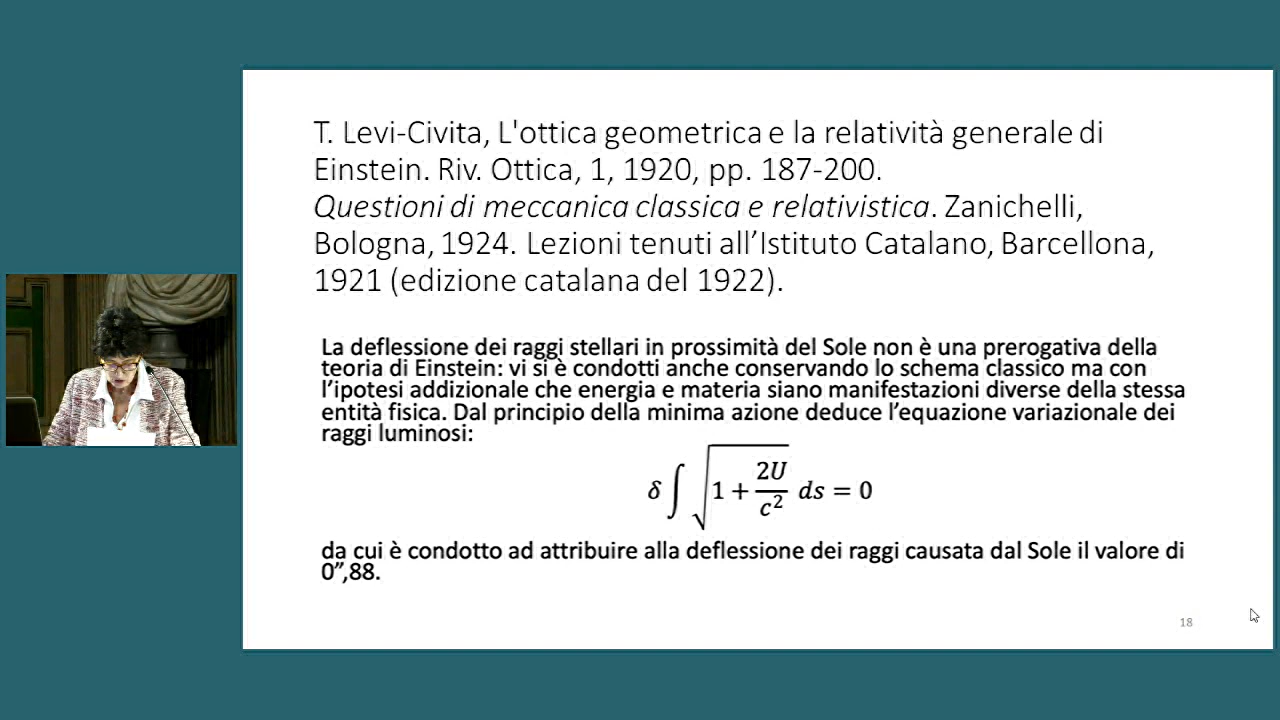 T. Levi-Civita, L'ottica geometrica e la relatività generale di
Einstein. Riv. Ottica, 1, 1920, pp. 187-200.
Questioni di meccanica classica e relativistica. Zanichelli,
Bologna, 1924. Lezioni tenuti all’Istituto Catalano, Barcellona,
1921 (edizione catalana del 1922).
La deflessione dei raggi stellari in prossimità del Sole non è una prerogativa della
teoria di Einstein: vi si è condotti anche conservando lo schema classico ma con
l’ipotesi addizionale che energia e materia siano manifestazioni diverse della stessa
entità fisica. Dal principio della minima azione deduce l’equazione variazionale dei
raggi luminosi:
δ∫√(1 + 2U/c²) ds = 0
da cui è condotto ad attribuire alla deflessione dei raggi causata dal Sole il valore di
0”,88.
18